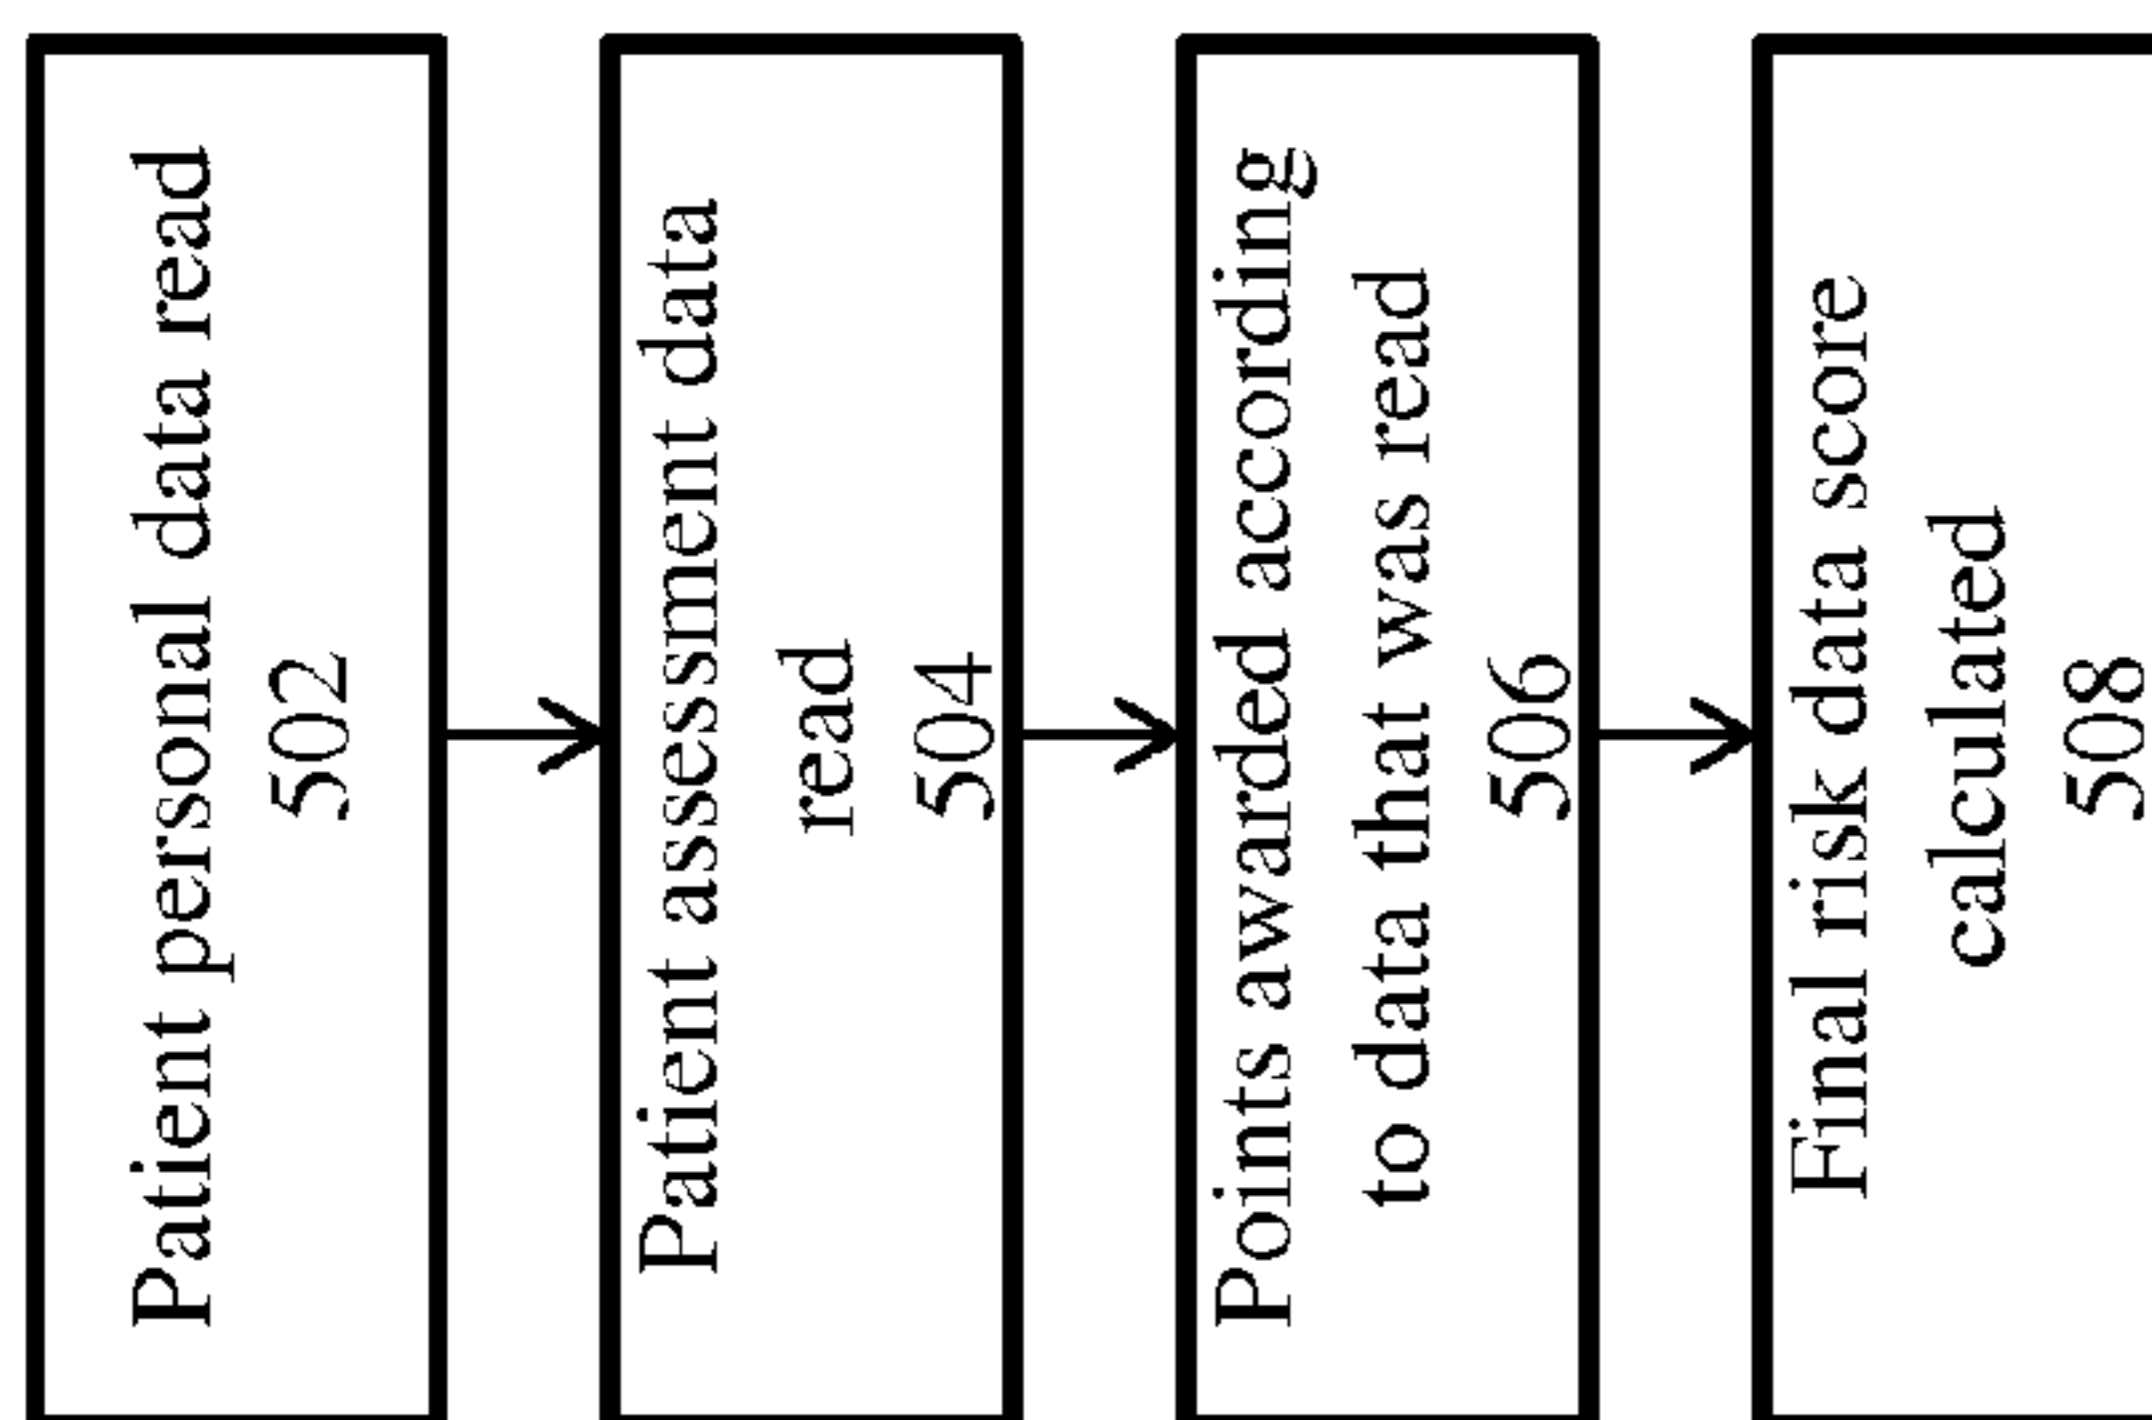 Patient personal data read
502
Patient assessment data
read
504
Points awarded according
to data that was read
506
Final risk data score
calculated
508